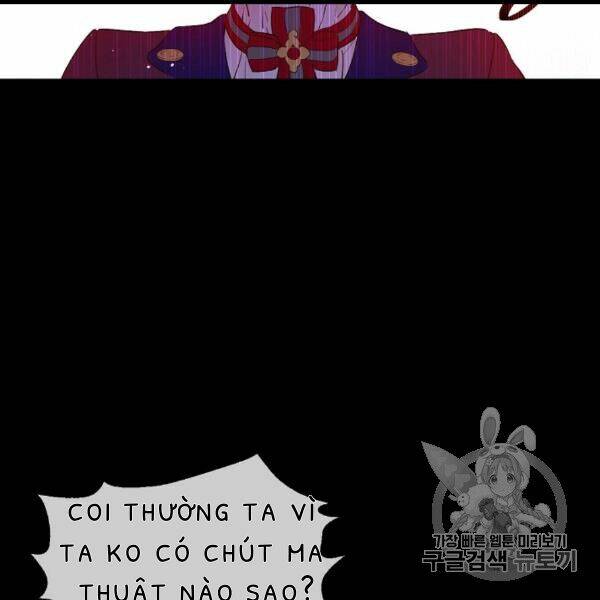 COI THƯỜNG TA VÌ
TA KO CÓ CHÚT MA
THUẬT NÀO SAO?
가장 빠른 웹툰 미리보기
구글검색 뉴토끼